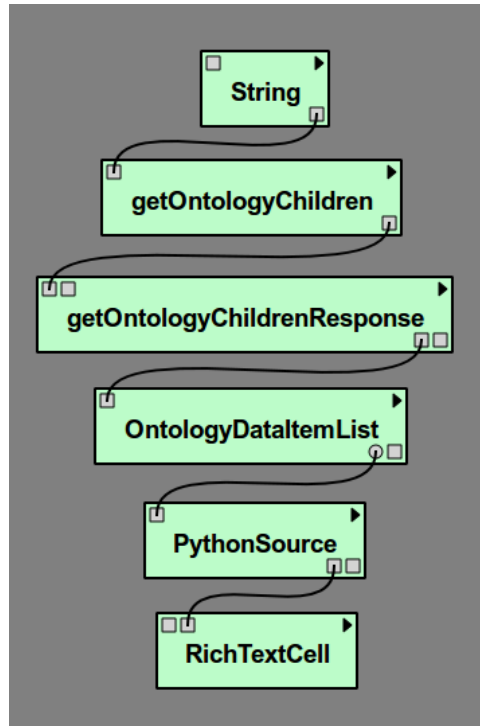 String
getOntologyChildren
getOntologyChildrenResponse
OntologyDataItemList
PythonSource
RichTextCell